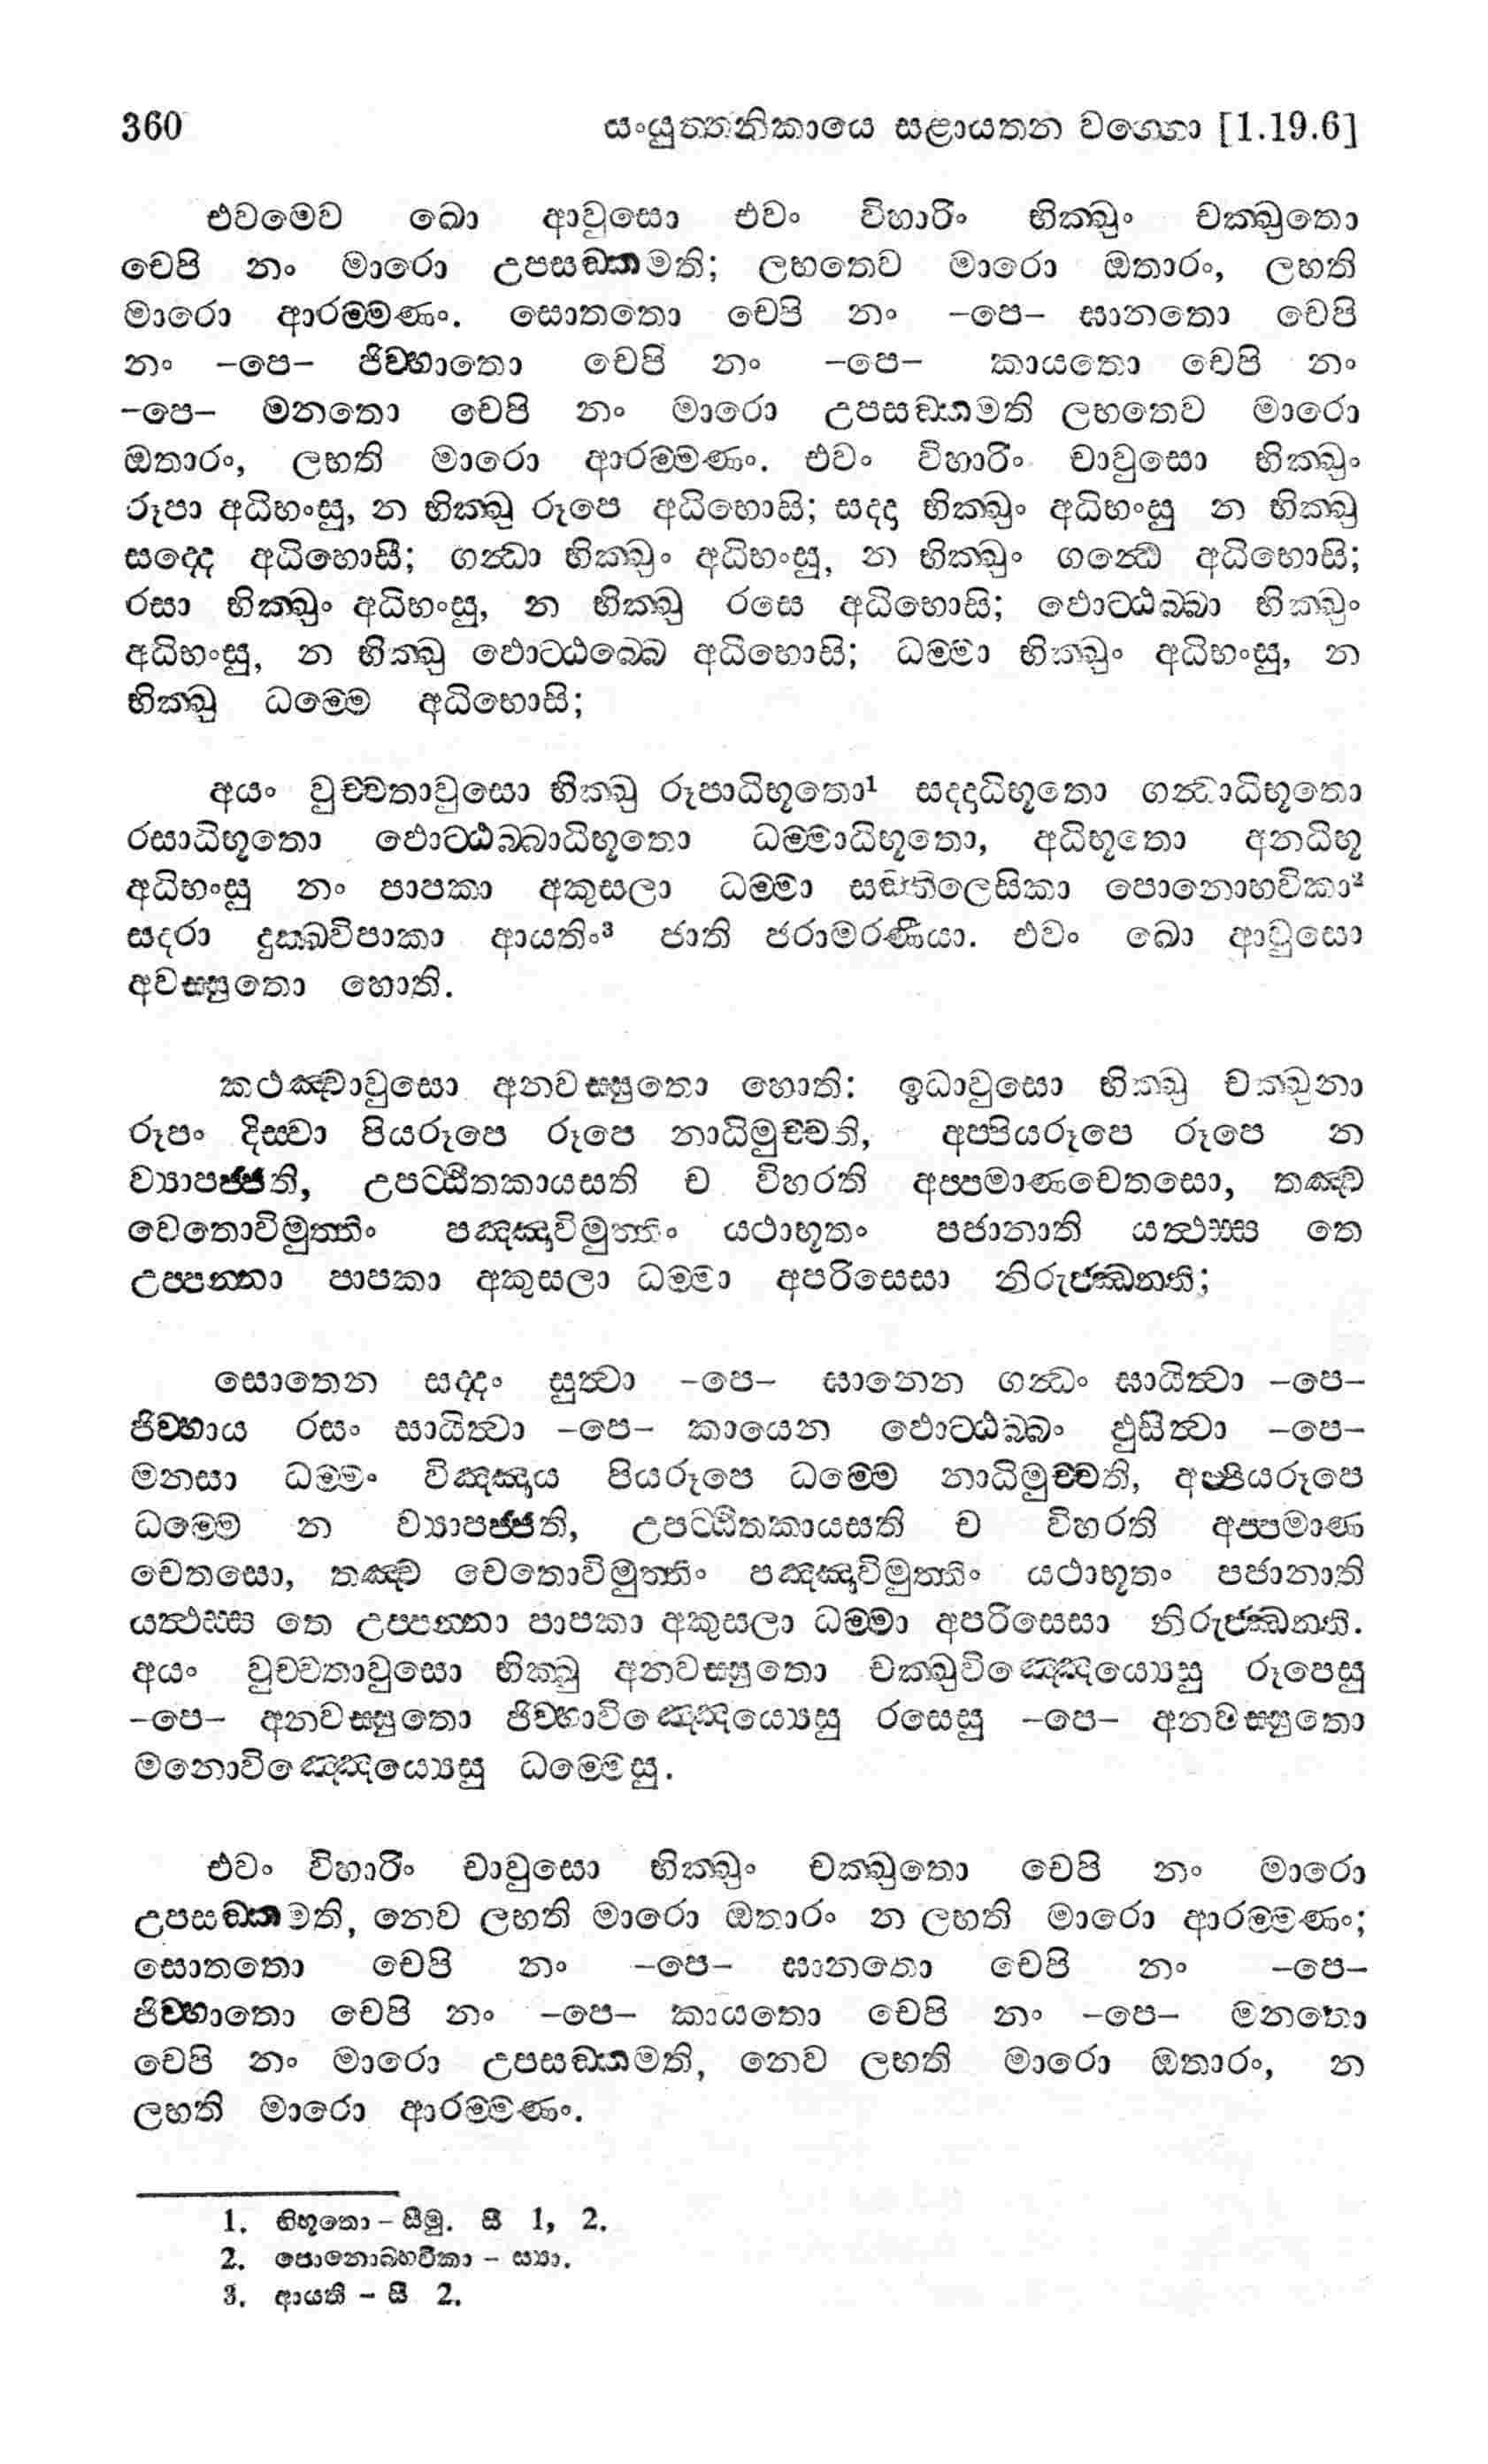 360 සංයුත්තනිකායෙ සළායතන වග්ගො [1.19.6]
එවමෙව ඛො ආවුසො එවං විහාරිං භික්ඛුං චක්ඛුතො
චෙපි නං මාරො උපසඞ්කමති; ලභතෙව මාරො ඔතාරං, ලභති
මාරො ආරම්මණං. සොතතො චෙපි නං -පෙ- ඝානතො චෙපි
නං -පෙ- ජිව්හාතො චෙපි නං -පෙ- කායතො චෙපි නං
-පෙ- මනතො චෙපි නං මාරො උපසඞ්කමති ලභතෙව මාරො
ඔතාරං, ලභති මාරො ආරම්මණං. එවං විහාරිං චාවුසො භික්ඛුං
රූපා අධිභංසු, න භික්ඛු රූපෙ අධිභොසි; සද්දා භික්ඛුං අධිභංසු න භික්ඛු
සද්දෙ අධිභොසි; ගන්ධා භික්ඛුං අධිභංසු, න භික්ඛුං ගන්ධෙ අධිභොසි;
රසා භික්ඛුං අධිභංසු, න භික්ඛු රසෙ අධිභොසි; ඵොට්ඨබ්බා භික්ඛුං
අධිභංසු, න භික්ඛු ඵොට්ඨබ්බෙ අධිභොසි; ධම්මා භික්ඛුං අධිභංසු, න
භික්ඛු ධම්මෙ අධිභොසි;
අයං වුච්චතාවුසො භික්ඛු රූපාධිභූතො¹ සද්දාධිභූතො ගන්ධාධිභූතො
රසාධිභූතො ඵොට්ඨබ්බාධිභූතො ධම්මාධිභූතො, අධිභූතො අනධිභූ
අධිභංසු නං පාපකා අකුසලා ධම්මා සඞ්කිලෙසිකා පොනොභවිකා²
සදරා දුක්ඛවිපාකා ආයතිං³ ජාති ජරාමරණීයා. එවං ඛො ආවුසො
අවස්සුතො හොති.
කථඤ්චාවුසො අනවස්සුතො හොති: ඉධාවුසො භික්ඛු චක්ඛුනා
රූපං දිස්වා පියරූපෙ රූපෙ නාධිමුච්චති, අප්පියරූපෙ රූපෙ න
ව්‍යාපජ්ජති, උපට්ඨිතකායසති ච විහරති අප්පමාණචෙතසො, තඤ්ච
චෙතොවිමුත්තිං පඤ්ඤාවිමුත්තිං යථාභූතං පජානාති යත්ථස්ස තෙ
උප්පන්නා පාපකා අකුසලා ධම්මා අපරිසෙසා නිරුජ්ඣන්ති;
සොතෙන සද්දං සුත්වා -පෙ- ඝානෙන ගන්ධං ඝායිත්වා -පෙ-
ජිව්හාය රසං සායිත්වා -පෙ- කායෙන ඵොට්ඨබ්බං ඵුසිත්වා -පෙ-
මනසා ධම්මං විඤ්ඤාය පියරූපෙ ධම්මෙ නාධිමුච්චති, අප්පියරූපෙ
ධම්මෙ න ව්‍යාපජ්ජති, උපට්ඨිතකායසති ච විහරති අප්පමාණ
චෙතසො, තඤ්ච චෙතොවිමුත්තිං පඤ්ඤාවිමුත්තිං යථාභූතං පජානාති
යත්ථස්ස තෙ උප්පන්නා පාපකා අකුසලා ධම්මා අපරිසෙසා නිරුජ්ඣන්ති.
අයං වුච්චතාවුසො භික්ඛු අනවස්සුතො චක්ඛුවිඤ්ඤෙය්‍යෙසු රූපෙසු
-පෙ- අනවස්සුතො ජිව්හාවිඤ්ඤෙය්‍යෙසු රසෙසු -පෙ- අනවස්සුතො
මනොවිඤ්ඤෙය්‍යෙසු ධම්මෙසු.
එවං විහාරිං චාවුසො භික්ඛුං චක්ඛුතො චෙපි නං මාරො
උපසඞ්කමති, නෙව ලභති මාරො ඔතාරං න ලභති මාරො ආරම්මණං;
සොතතො චෙපි නං -පෙ- ඝානතො චෙපි නං -පෙ-
ජිව්හාතො චෙපි නං -පෙ- කායතො චෙපි නං -පෙ- මනතො
චෙපි නං මාරො උපසඞ්කමති, නෙව ලභති මාරො ඔතාරං, න
ලභති මාරො ආරම්මණං.
1. භිභූතො - සීමු. සී 1, 2.
2. පොනොබ්භවිකා - ස්‍යා.
3. ආයති - සී 2.